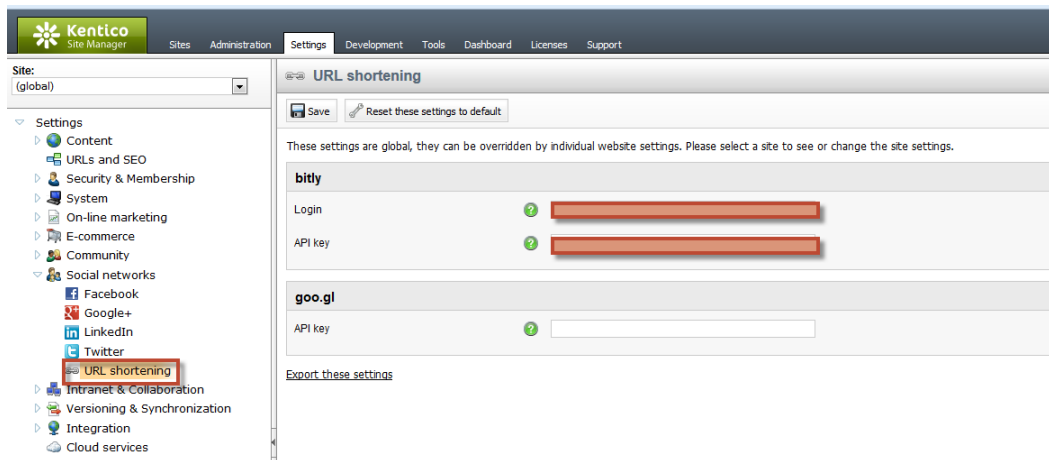 Kentico
Site Manager
Sites Administration Settings Development Tools Dashboard Licenses Support
Site:
(global)
Settings
Content
URLs and SEO
Security & Membership
System
On-line marketing
E-commerce
Community
Social networks
Facebook
Google+
LinkedIn
Twitter
URL shortening
Intranet & Collaboration
Versioning & Synchronization
Integration
Cloud services
URL shortening
Save Reset these settings to default
These settings are global, they can be overridden by individual website settings. Please select a site to see or change the site settings.
bitly
Login
API key
goo.gl
API key
Export these settings